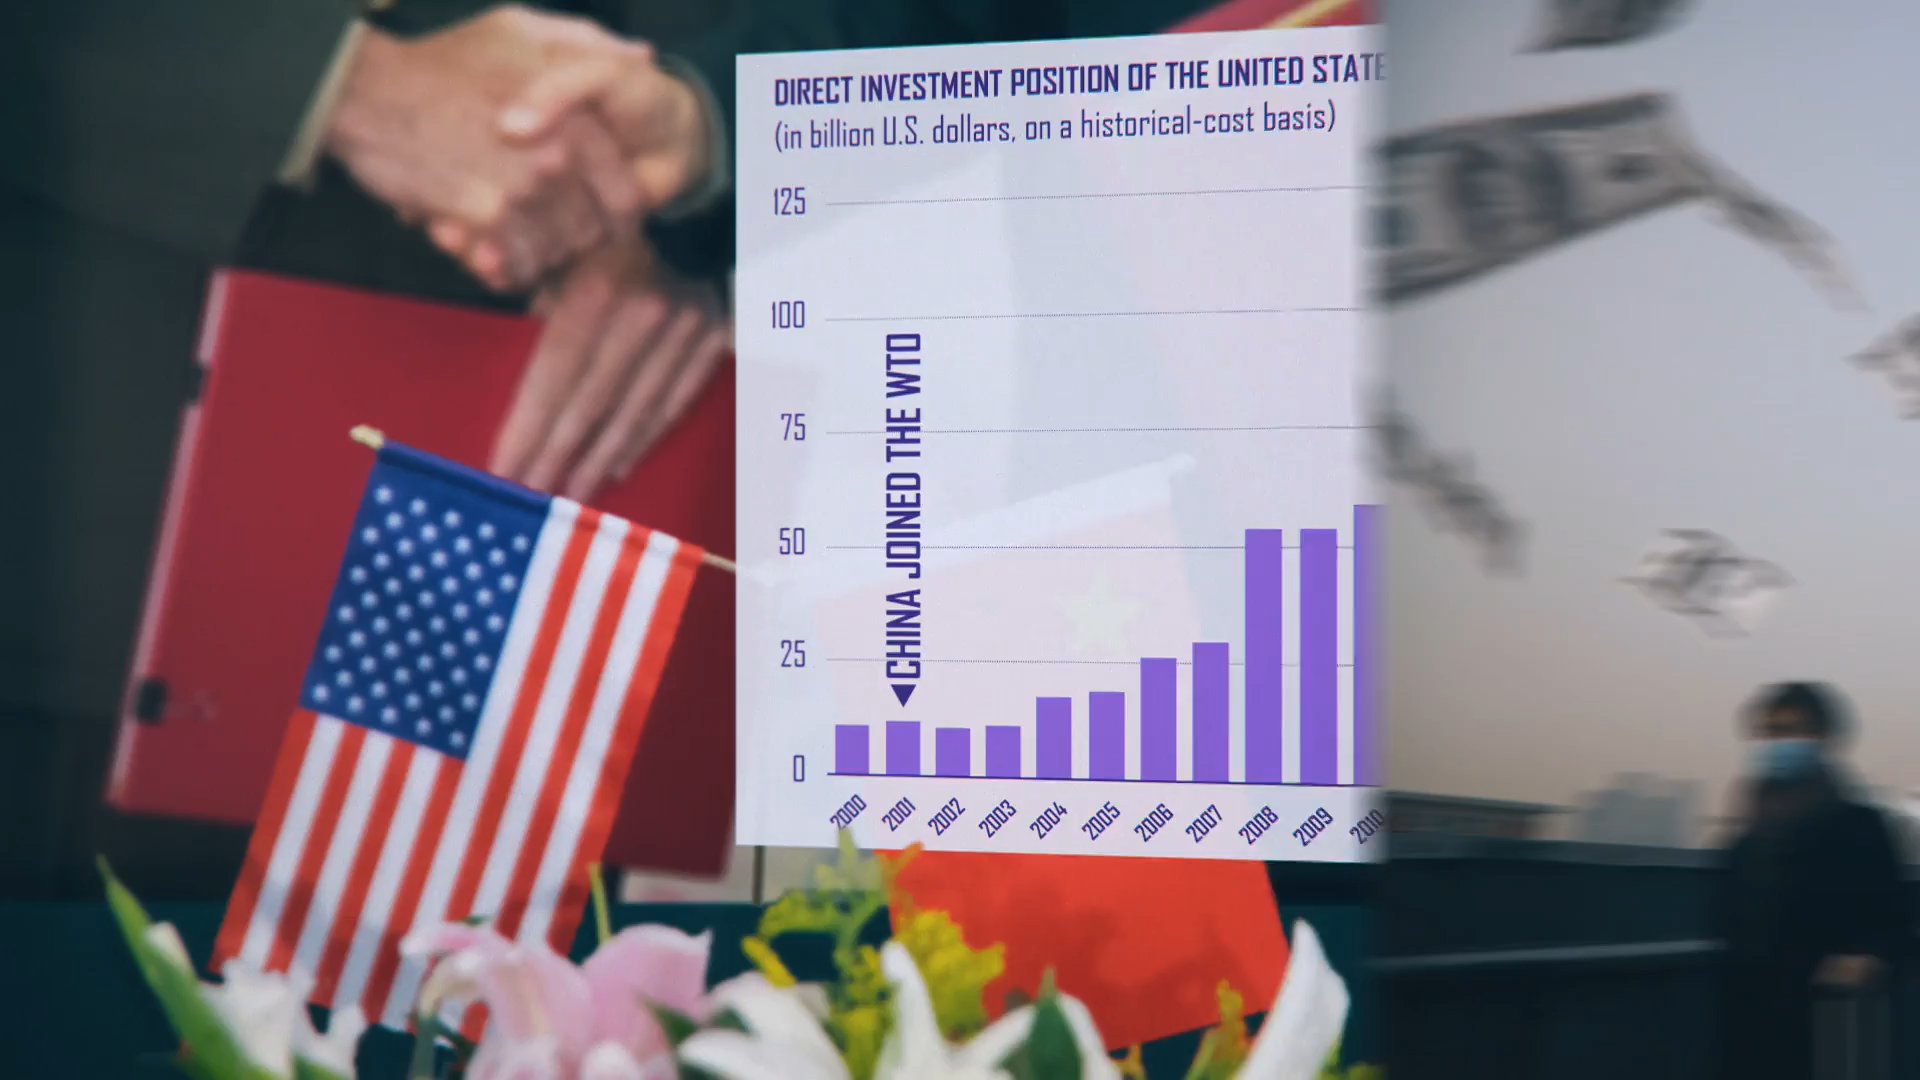 DIRECT INVESTMENT POSITION OF THE UNITED STATE
(in billion U.S. dollars, on a historical-cost basis)
125
100
75
50
25
0
CHINA JOINED THE WTO
2000 2001 2002 2003 2004 2005 2006 2007 2008 2009 2010